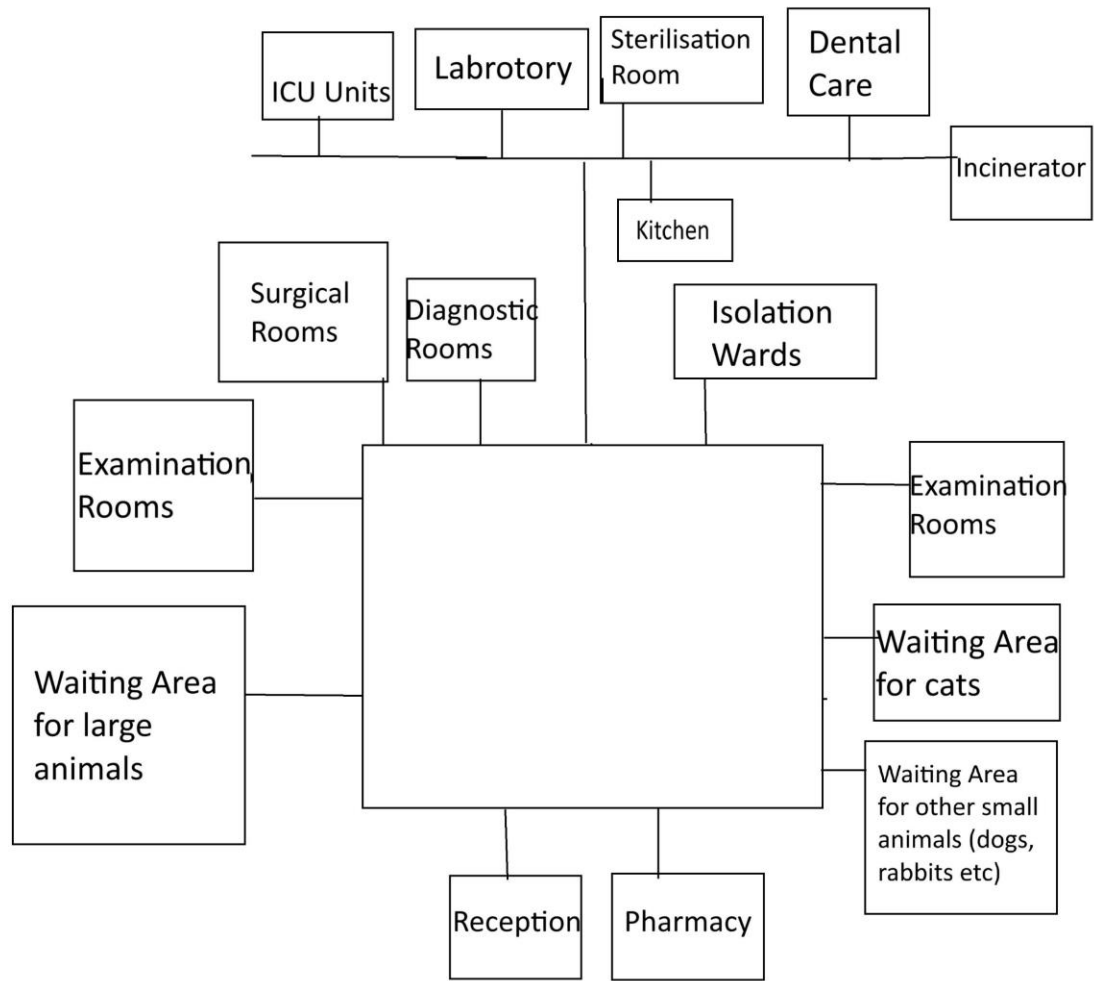 ICU Units
Labrotory
Sterilisation
Room
Dental
Care
Incinerator
Kitchen
Surgical
Rooms
Diagnostic
Rooms
Isolation
Wards
Examination
Rooms
Examination
Rooms
Waiting Area
for large
animals
Waiting Area
for cats
Waiting Area
for other small
animals (dogs,
rabbits etc)
Reception
Pharmacy